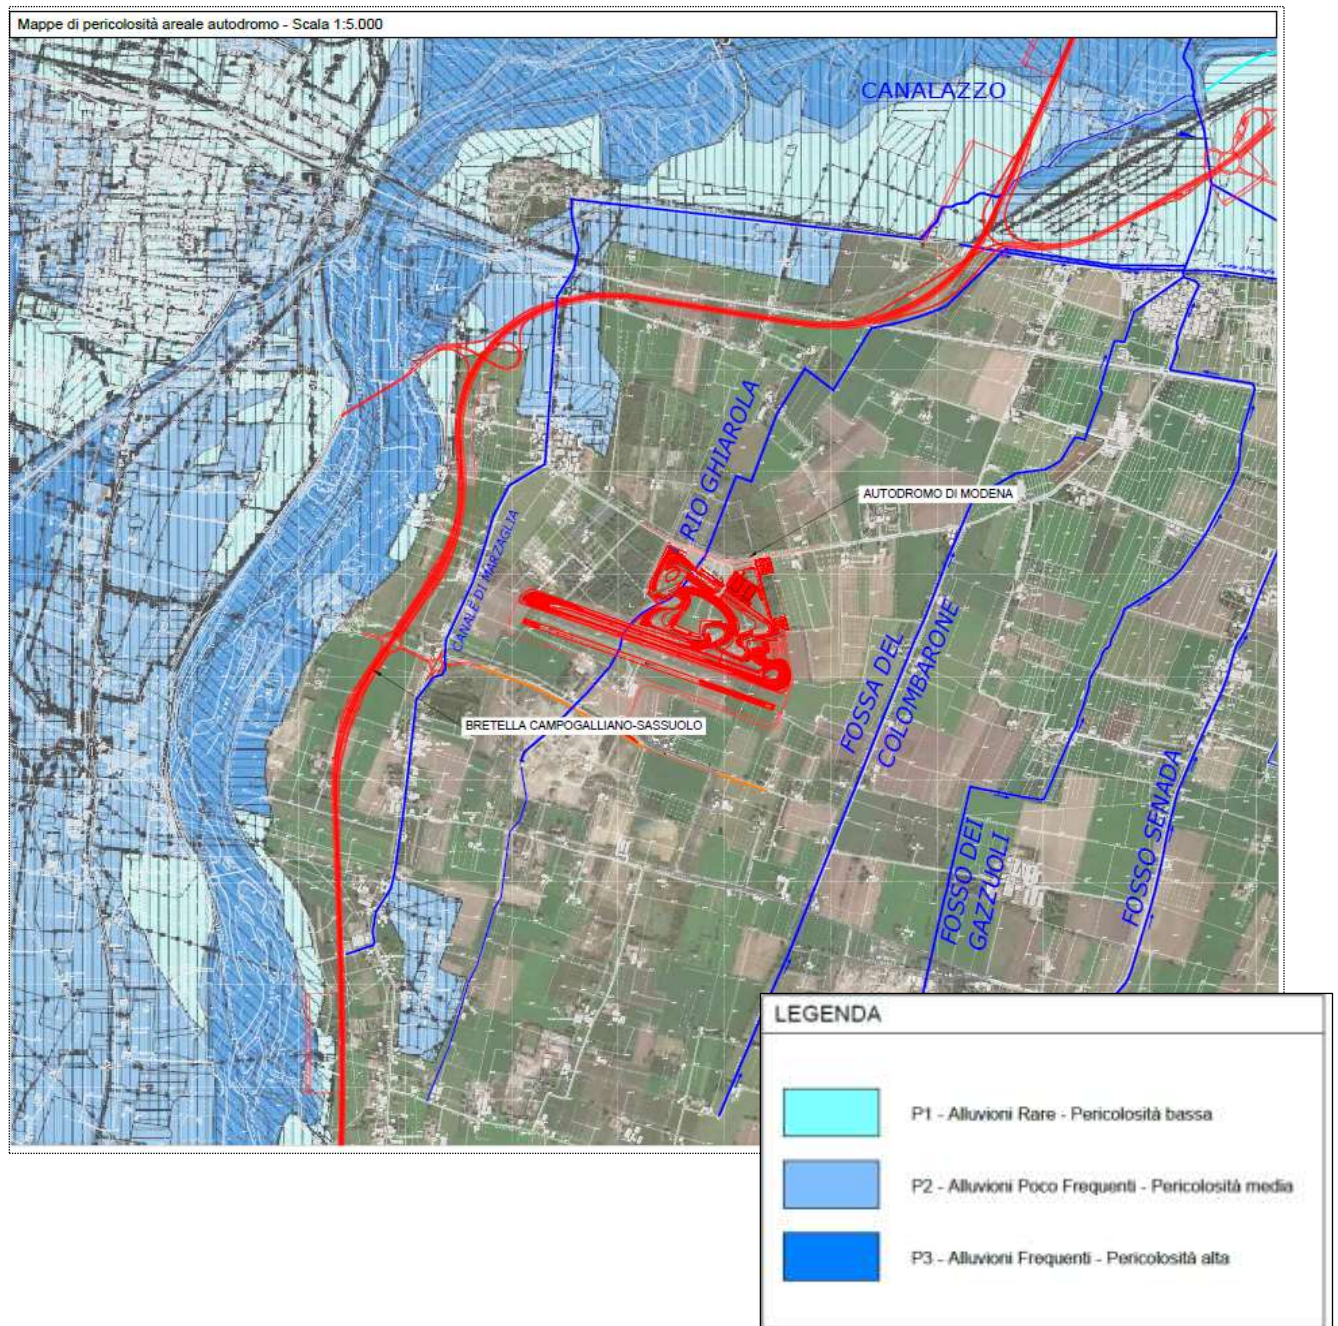 Mappe di pericolosità areale autodromo - Scala 1:5.000
CANALAZZO
RIO GHIAROLA
AUTODROMO DI MODENA
CANALE DI MARZAGLIA
FOSSA DEL
COLOMBARONE
BRETELLA CAMPOGALLIANO-SASSUOLO
FOSSO DEI
GAZZUOLI
FOSSO SENADA
LEGENDA
P1 - Alluvioni Rare - Pericolosità bassa
P2 - Alluvioni Poco Frequenti - Pericolosità media
P3 - Alluvioni Frequenti - Pericolosità alta